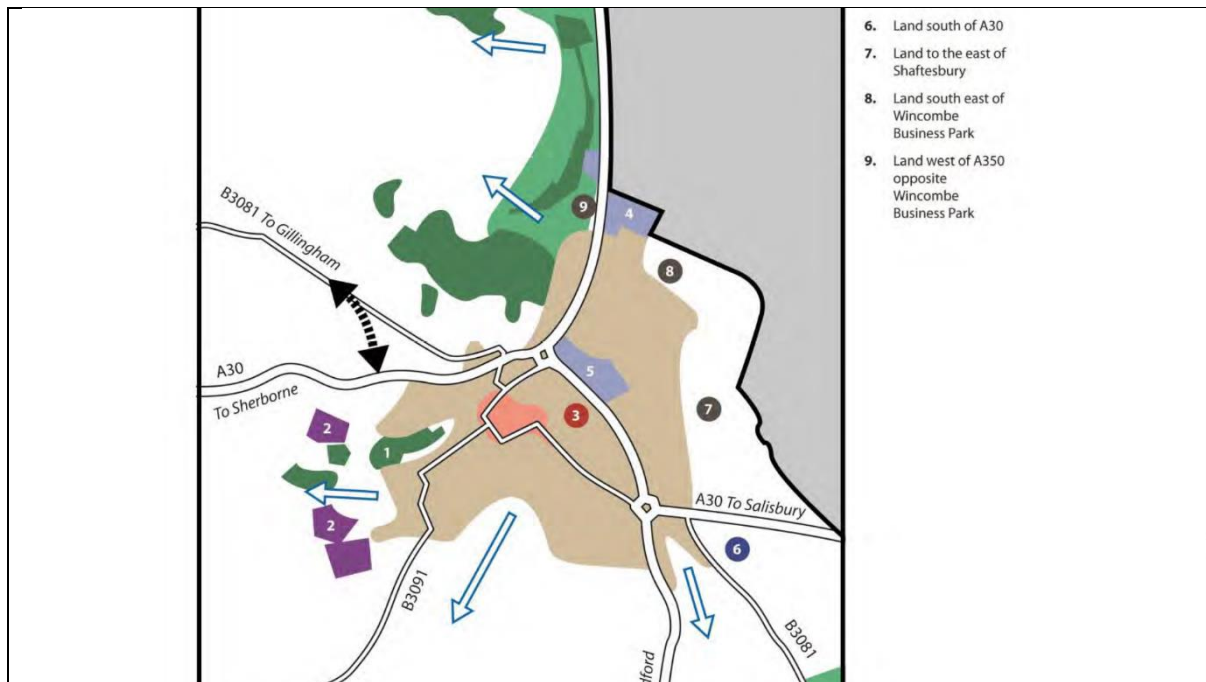 6. Land south of A30
7. Land to the east of
Shaftesbury
8. Land south east of
Wincombe
Business Park
9. Land west of A350
opposite
Wincombe
Business Park
B3081 To Gillingham
9
4
8
A30
To Sherborne
5
3
7
2
1
A30 To Salisbury
2
6
B3091
B3081
dford